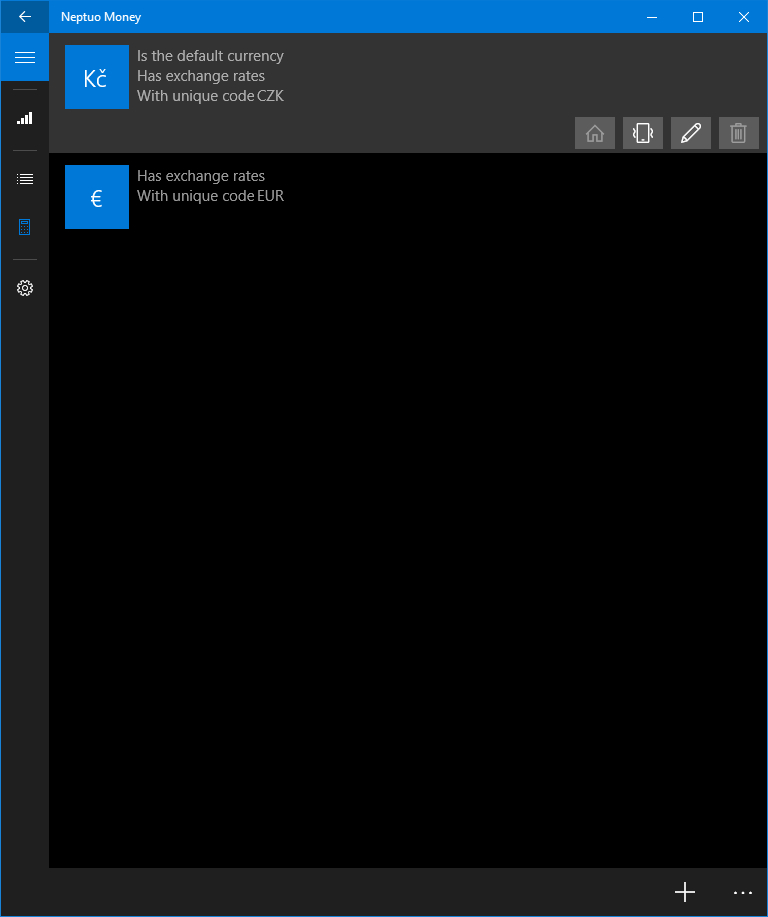 Neptuo Money
Kč
Is the default currency
Has exchange rates
With unique code CZK
€
Has exchange rates
With unique code EUR